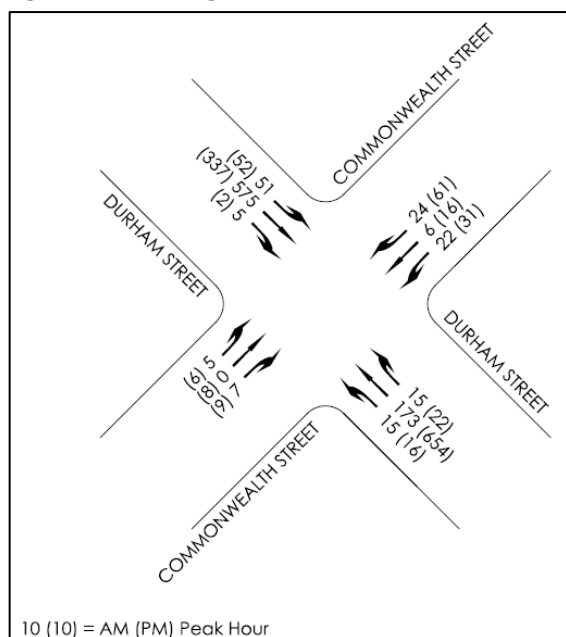 COMMONWEALTH STREET
(52) 51
(337) 575
(2) 5
24 (61)
6 (16)
22 (31)
DURHAM STREET
DURHAM STREET
(6) 5
(8) 0
(9) 7
15 (22)
173 (654)
15 (16)
COMMONWEALTH STREET
10 (10) = AM (PM) Peak Hour